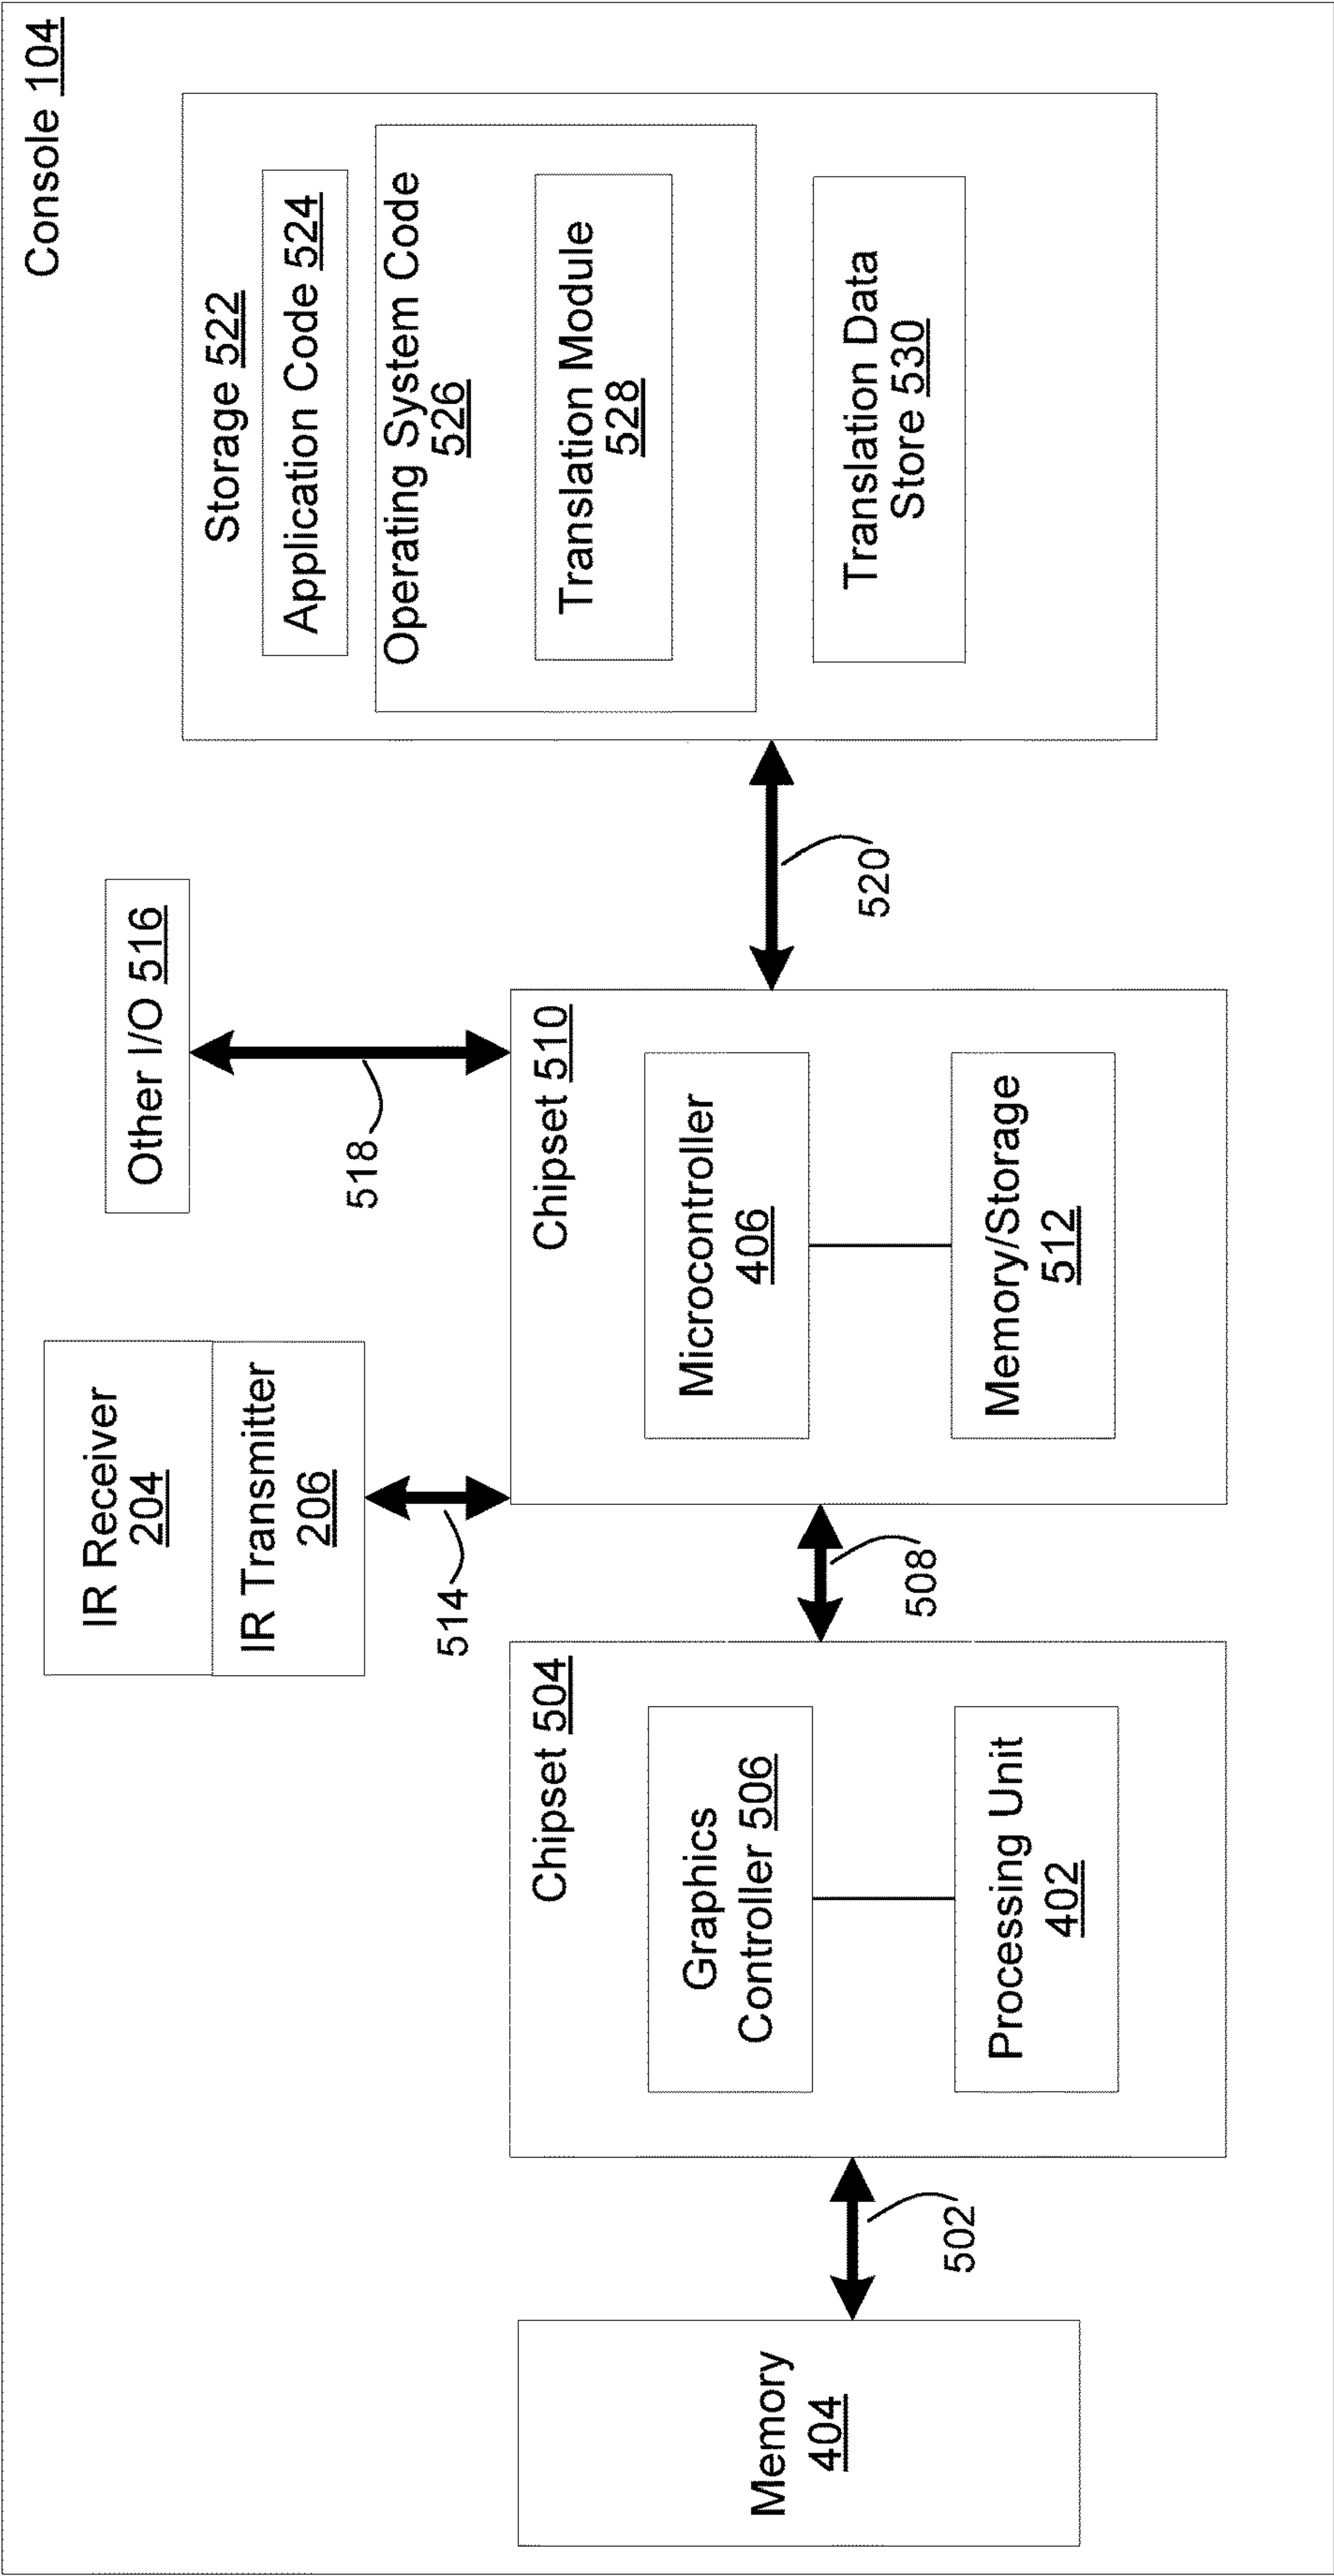 Console 104
IR Receiver
204
IR Transmitter
206
Other I/O 516
514
518
Memory
404
502
Chipset 504
Graphics
Controller 506
Processing Unit
402
508
Chipset 510
Microcontroller
406
Memory/Storage
512
520
Storage 522
Application Code 524
Operating System Code
526
Translation Module
528
Translation Data
Store 530